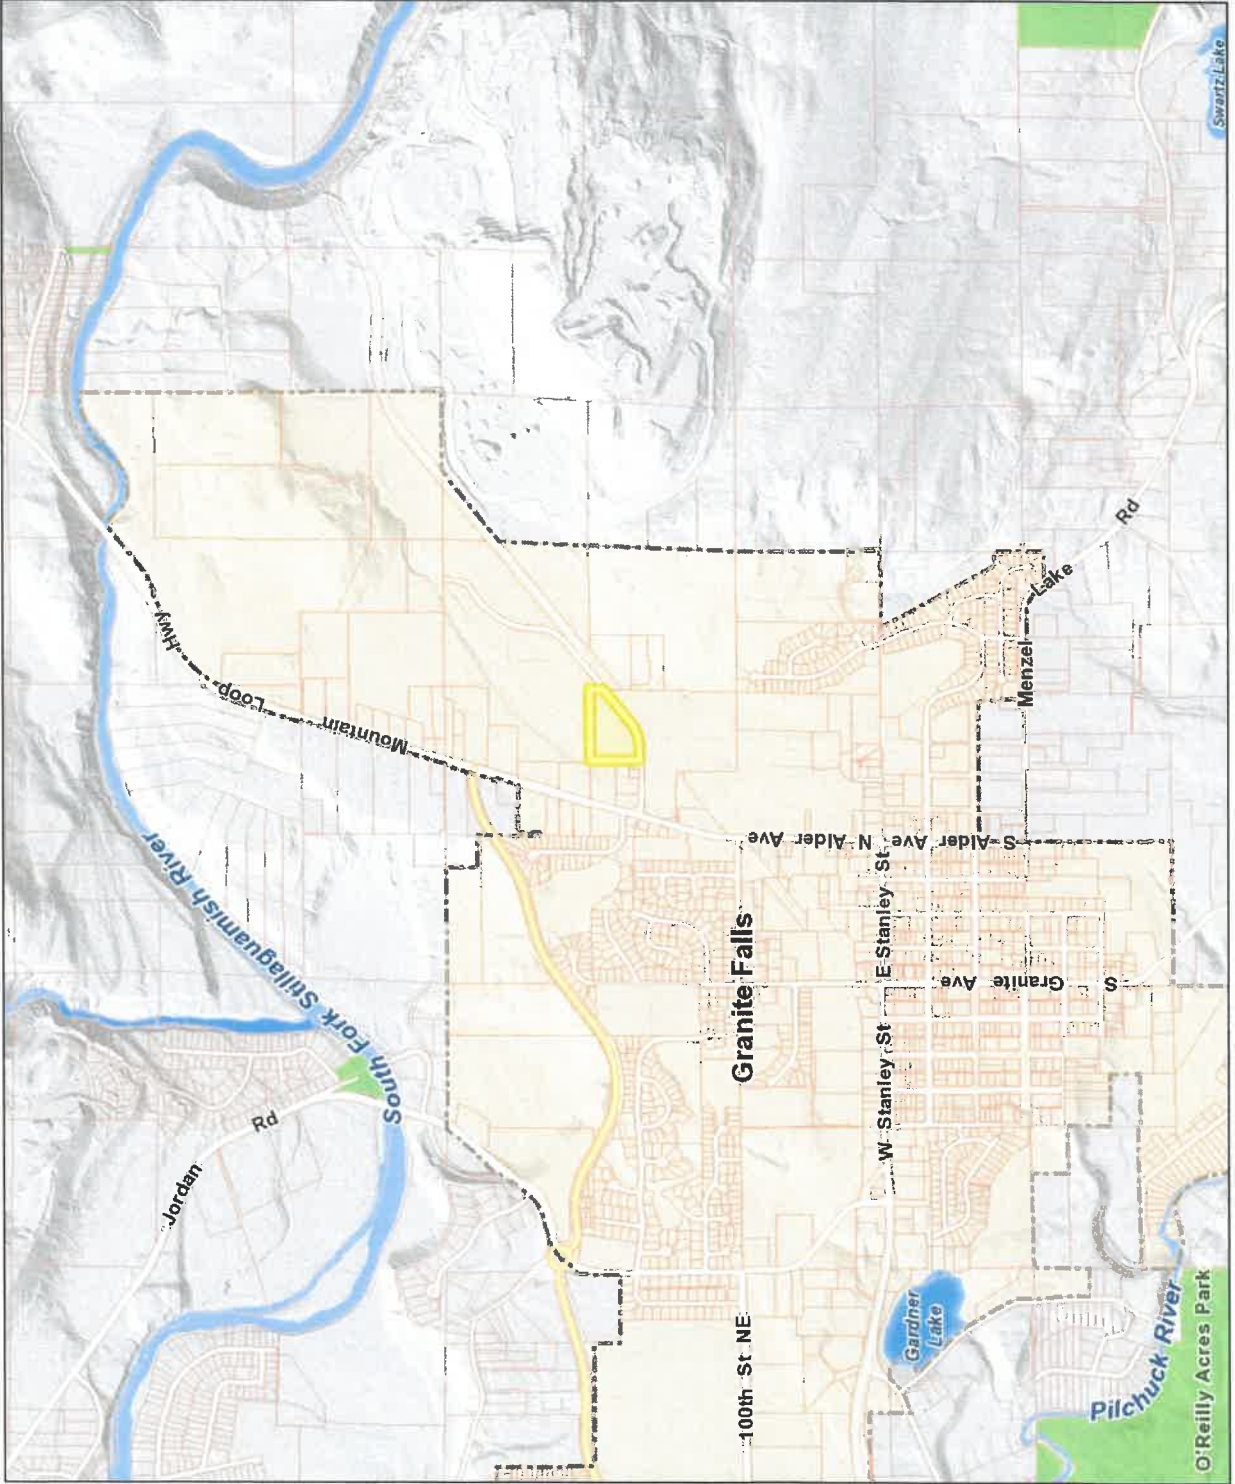 Swartz Lake
Mountain Loop Hwy
South Fork Stillaguamish River
Jordan Rd
Menzel Lake Rd
N Alder Ave
S Alder Ave
Granite Falls
E Stanley St
W Stanley St
S Granite Ave
100th St NE
Gardner
Lake
Pilchuck River
O'Reilly Acres Park